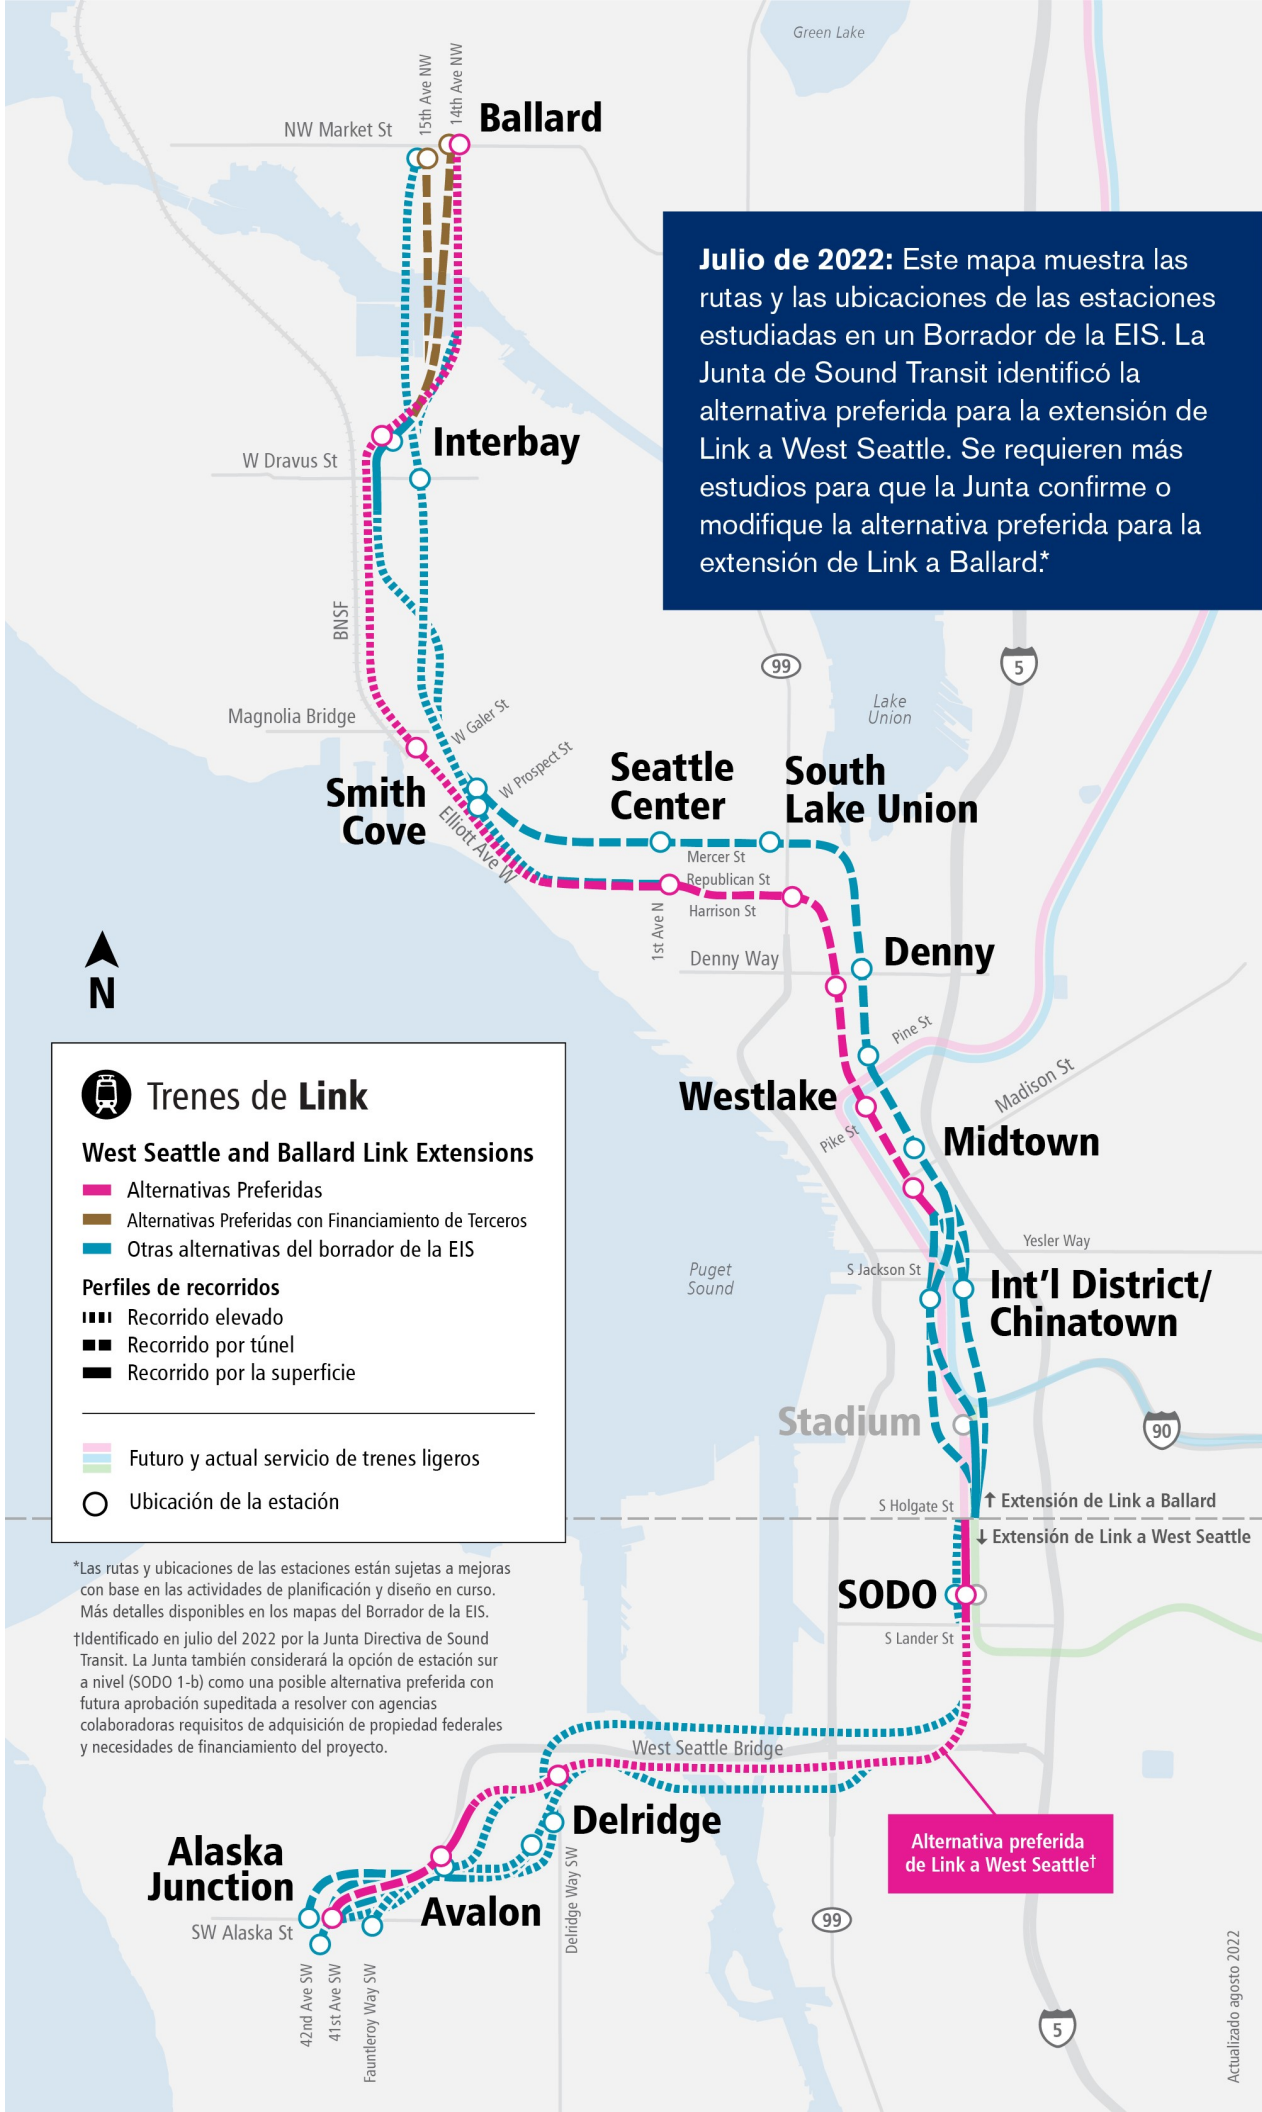 Green Lake
15th Ave NW
14th Ave NW
Ballard
NW Market St
Julio de 2022: Este mapa muestra las
rutas y las ubicaciones de las estaciones
estudiadas en un Borrador de la EIS. La
Junta de Sound Transit identificó la
alternativa preferida para la extensión de
Link a West Seattle. Se requieren más
estudios para que la Junta confirme o
modifique la alternativa preferida para la
extensión de Link a Ballard.*
Interbay
W Dravus St
BNSF
99
5
Lake
Union
Magnolia Bridge
W Galer St
W Prospect St
Smith
Cove
Elliott Ave W
Seattle
Center
South
Lake Union
Mercer St
Republican St
Harrison St
1st Ave N
Denny Way
Denny
N
Pine St
Madison St
Westlake
Pike St
Midtown
Yesler Way
S Jackson St
Puget
Sound
Int'l District/
Chinatown
Stadium
90
S Holgate St
↑ Extensión de Link a Ballard
↓ Extensión de Link a West Seattle
Trenes de Link
West Seattle and Ballard Link Extensions
Alternativas Preferidas
Alternativas Preferidas con Financiamiento de Terceros
Otras alternativas del borrador de la EIS
Perfiles de recorridos
Recorrido elevado
Recorrido por túnel
Recorrido por la superficie
Futuro y actual servicio de trenes ligeros
Ubicación de la estación
*Las rutas y ubicaciones de las estaciones están sujetas a mejoras
con base en las actividades de planificación y diseño en curso.
Más detalles disponibles en los mapas del Borrador de la EIS.
†Identificado en julio del 2022 por la Junta Directiva de Sound
Transit. La Junta también considerará la opción de estación sur
a nivel (SODO 1-b) como una posible alternativa preferida con
futura aprobación supeditada a resolver con agencias
colaboradoras requisitos de adquisición de propiedad federales
y necesidades de financiamiento del proyecto.
SODO
S Lander St
West Seattle Bridge
Delridge
Alternativa preferida
de Link a West Seattle†
Alaska
Junction
Avalon
SW Alaska St
Delridge Way SW
42nd Ave SW
41st Ave SW
Fauntleroy Way SW
99
5
Actualizado agosto 2022